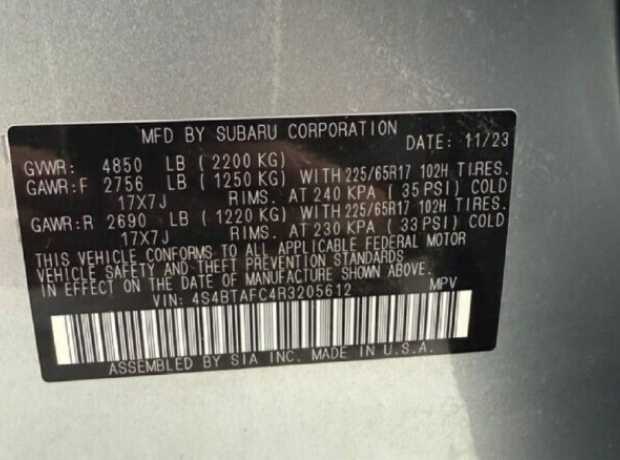 MFD BY SUBARU CORPORATION
DATE: 11/23
GVWR: 4850 LB (2200 KG)
GAWR:F 2756 LB (1250 KG) WITH 225/65R17 102H TIRES.
17X7J RIMS. AT 240 KPA (35 PSI) COLD
GAWR:R 2690 LB (1220 KG) WITH 225/65R17 102H TIRES.
17X7J RIMS. AT 230 KPA (33 PSI) COLD
THIS VEHICLE CONFORMS TO ALL APPLICABLE FEDERAL MOTOR
VEHICLE SAFETY AND THEFT PREVENTION STANDARDS
IN EFFECT ON THE DATE OF MANUFACTURE SHOWN ABOVE.
VIN: 4S4BTAFC4R3205612 MPV
ASSEMBLED BY SIA INC. MADE IN U.S.A.